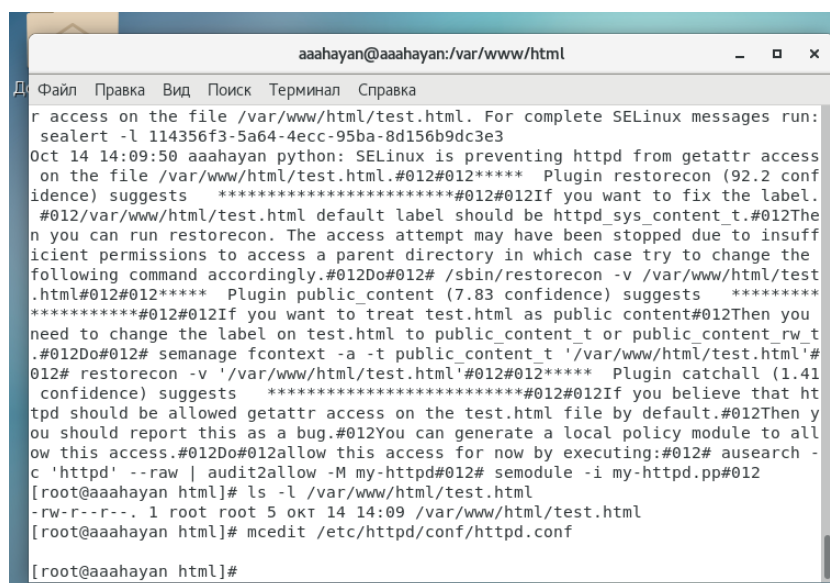 aaahayan@aaahayan:/var/www/html
Файл Правка Вид Поиск Терминал Справка
r access on the file /var/www/html/test.html. For complete SELinux messages run:
 sealert -l 114356f3-5a64-4ecc-95ba-8d156b9dc3e3
Oct 14 14:09:50 aaahayan python: SELinux is preventing httpd from getattr access
 on the file /var/www/html/test.html.#012#012*****  Plugin restorecon (92.2 conf
idence) suggests   ************************#012#012If you want to fix the label.
 #012/var/www/html/test.html default label should be httpd_sys_content_t.#012The
n you can run restorecon. The access attempt may have been stopped due to insuff
icient permissions to access a parent directory in which case try to change the
following command accordingly.#012Do#012# /sbin/restorecon -v /var/www/html/test
.html#012#012*****  Plugin public_content (7.83 confidence) suggests   *********
***********#012#012If you want to treat test.html as public content#012Then you
need to change the label on test.html to public_content_t or public_content_rw_t
.#012Do#012# semanage fcontext -a -t public_content_t '/var/www/html/test.html'#
012# restorecon -v '/var/www/html/test.html'#012#012*****  Plugin catchall (1.41
 confidence) suggests   **************************#012#012If you believe that ht
tpd should be allowed getattr access on the test.html file by default.#012Then y
ou should report this as a bug.#012You can generate a local policy module to all
ow this access.#012Do#012allow this access for now by executing:#012# ausearch -
c 'httpd' --raw | audit2allow -M my-httpd#012# semodule -i my-httpd.pp#012
[root@aaahayan html]# ls -l /var/www/html/test.html
-rw-r--r--. 1 root root 5 окт 14 14:09 /var/www/html/test.html
[root@aaahayan html]# mcedit /etc/httpd/conf/httpd.conf
[root@aaahayan html]#